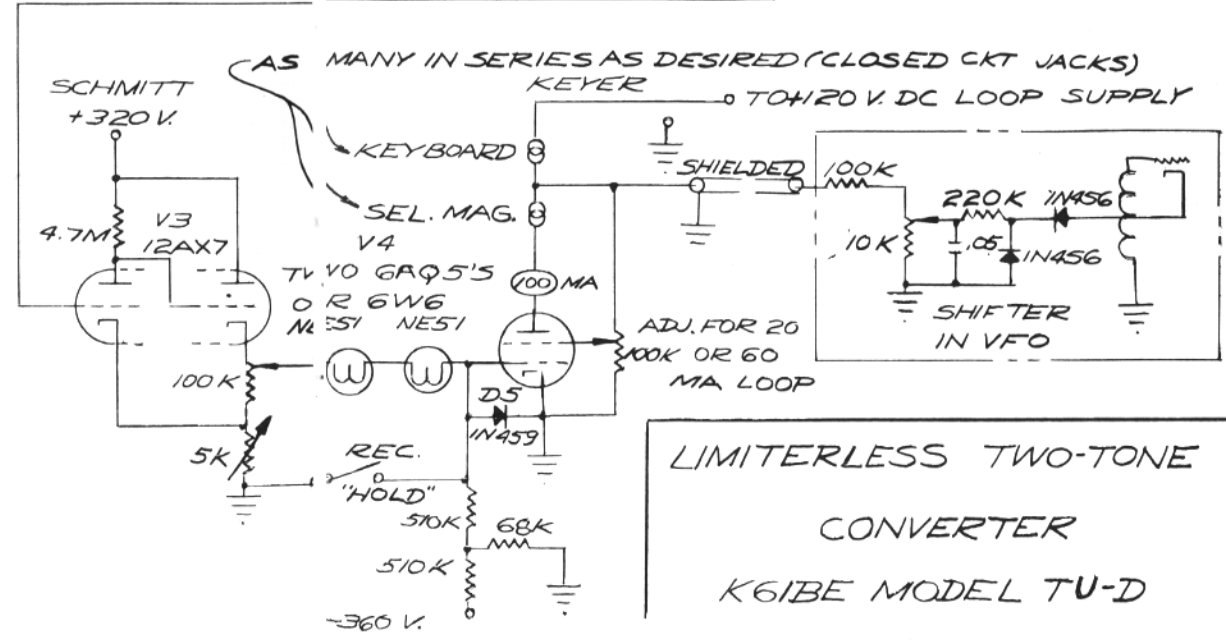 AS MANY IN SERIES AS DESIRED (CLOSED CKT JACKS)
SCHMITT
+320 V.
KEYER
TO +120 V. DC LOOP SUPPLY
KEYBOARD
SHIELDED
100K
220K
1N456
4.7M
V3
12AX7
SEL. MAG.
V4
TWO 6AQ5'S
OR 6W6
100 MA
10K
.05
1N456
SHIFTER
IN VFO
NE51
NE51
ADJ. FOR 20
100K OR 60
MA LOOP
100K
D5
1N459
5K
REC.
"HOLD"
510K
68K
510K
-360 V.
LIMITERLESS TWO-TONE
CONVERTER
K6IBE MODEL TU-D